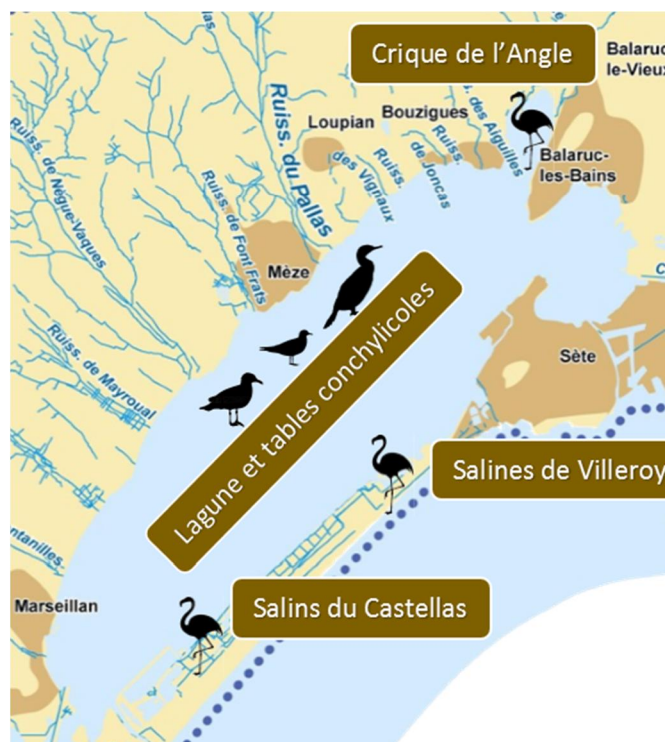 Crique de l'Angle
Balaruc
le-Vieux
Bouzigues
Loupian
Ruiss. des Aiguilles
Ruiss. du Pallas
Ruiss. de Nègue-Vaques
Ruiss. de Font Frats
des Vignaux
Ruiss.
de Joncas
Ruiss.
Balaruc-
les-Bains
Mèze
Lagune et tables conchylicoles
Sète
Ruiss. de Mayroual
Salines de Villeroy
Salins du Castellas
Marseillan